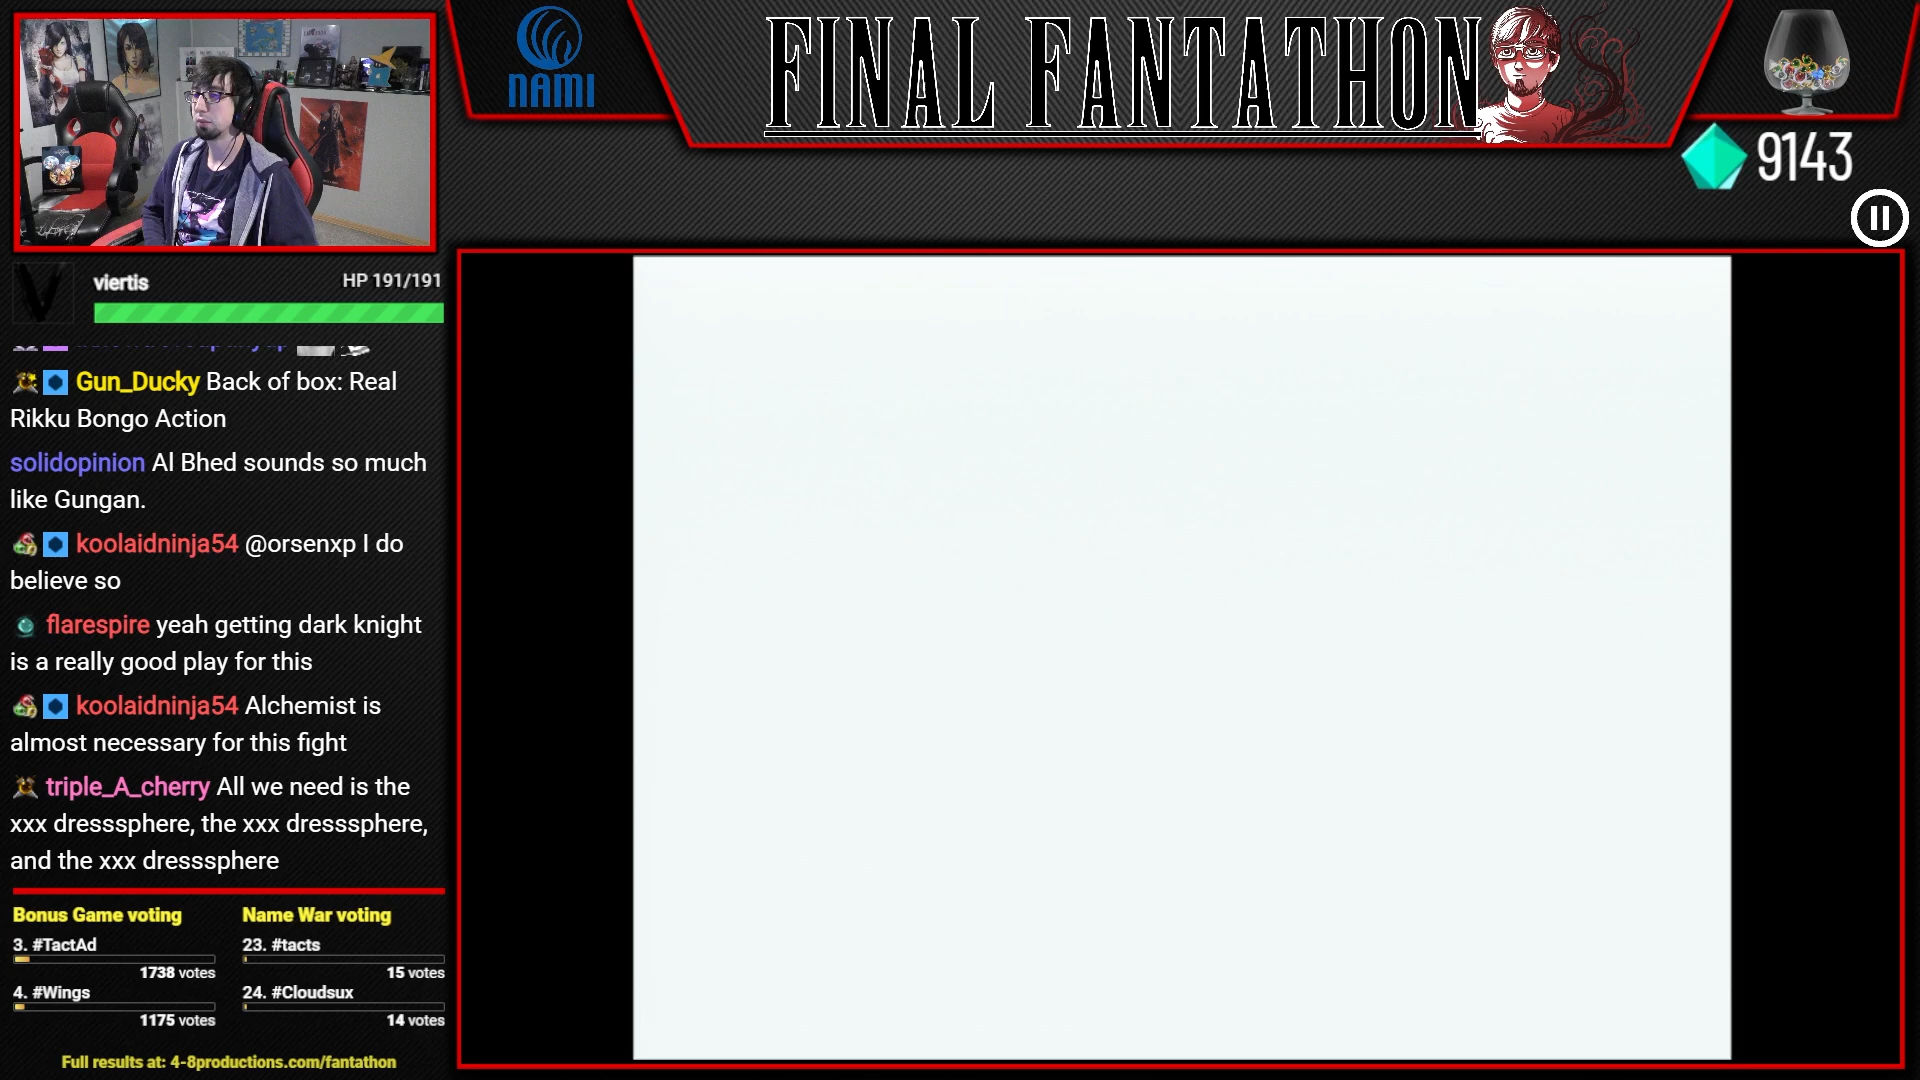 NAMI
FINAL FANTATHON
9143
viertis
HP 191/191
Gun_Ducky Back of box: Real
Rikku Bongo Action
solidopinion Al Bhed sounds so much
like Gungan.
koolaidninja54 @orsenxp I do
believe so
flarespire yeah getting dark knight
is a really good play for this
koolaidninja54 Alchemist is
almost necessary for this fight
triple_A_cherry All we need is the
xxx dresssphere, the xxx dresssphere,
and the xxx dresssphere
Bonus Game voting
3. #TactAd
1738 votes
4. #Wings
1175 votes
Name War voting
23. #tacts
15 votes
24. #Cloudsux
14 votes
Full results at: 4-8productions.com/fantathon